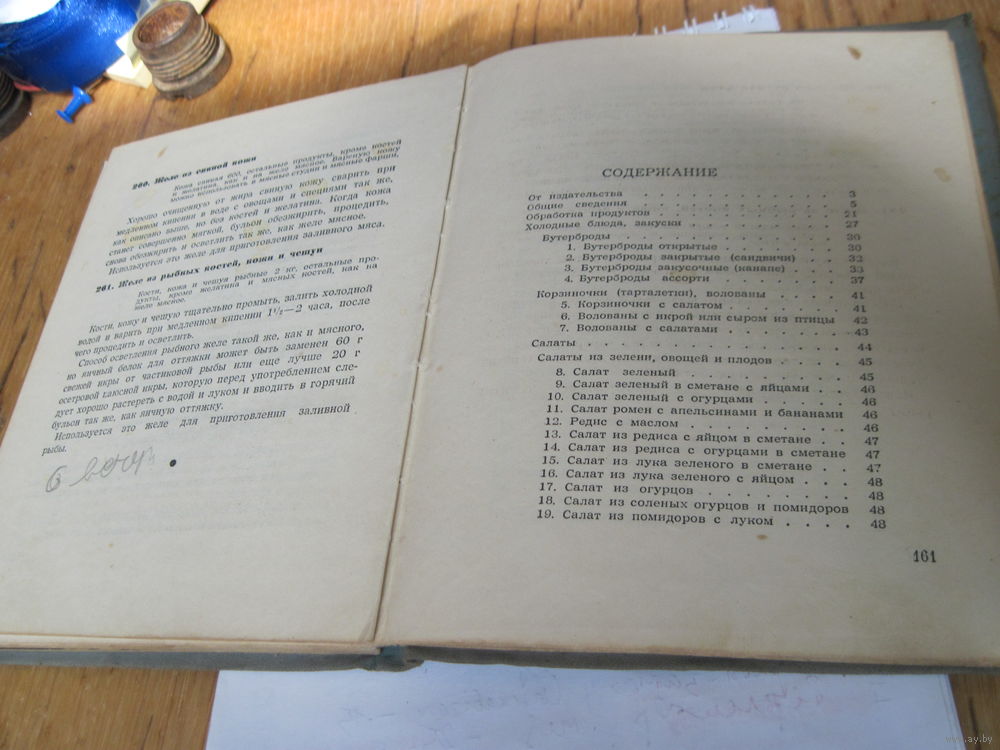 260. Желе из свиной кожи
Кожа свиная 600, остальные продукты, кроме костей
и желатина, как и на желе мясное. Вареную кожу
можно использовать в мясные студни и мясные фарши.
Хорошо очищенную от жира свиную кожу сварить при
медленном кипении в воде с овощами и специями так же,
как описано выше, но без костей и желатина. Когда кожа
станет совершенно мягкой, бульон обезжирить, процедить,
снова обезжирить и осветлить так же, как желе мясное.
Используется это желе для приготовления заливного мяса.
261. Желе из рыбных костей, кожи и чешуи
Кости, кожа и чешуя рыбные 2 кг, остальные про-
дукты, кроме желатина и мясных костей, как на
желе мясное.
Кости, кожу и чешую тщательно промыть, залить холодной
водой и варить при медленном кипении 1¹/₂—2 часа, после
чего процедить и осветлить.
Способ осветления рыбного желе такой же, как и мясного,
но яичный белок для оттяжки может быть заменен 60 г
свежей икры от частиковой рыбы или еще лучше 20 г
осетровой паюсной икры, которую перед употреблением сле-
дует хорошо растереть с водой и луком и вводить в горячий
бульон так же, как яичную оттяжку.
Используется это желе для приготовления заливной
рыбы.
СОДЕРЖАНИЕ
От издательства . . . . . . . . . . 3
Общие сведения . . . . . . . . . . 5
Обработка продуктов . . . . . . . . . 21
Холодные блюда, закуски . . . . . . . . 27
Бутерброды . . . . . . . . . . . 30
1. Бутерброды открытые . . . . . . 30
2. Бутерброды закрытые (сандвичи) . . 32
3. Бутерброды закусочные (канапе) . . 33
4. Бутерброды ассорти . . . . . . 37
Корзиночки (тарталетки), волованы . . . . 41
5. Корзиночки с салатом . . . . . . 41
6. Волованы с икрой или сыром из птицы 42
7. Волованы с салатами . . . . . . 43
Салаты . . . . . . . . . . . . . 44
Салаты из зелени, овощей и плодов . . . . 45
8. Салат зеленый . . . . . . . . 45
9. Салат зеленый в сметане с яйцами . . 46
10. Салат зеленый с огурцами . . . . 46
11. Салат ромен с апельсинами и бананами 46
12. Редис с маслом . . . . . . . . 46
13. Салат из редиса с яйцом в сметане . . 47
14. Салат из редиса с огурцами в сметане 47
15. Салат из лука зеленого в сметане . . 47
16. Салат из лука зеленого с яйцом . . . 48
17. Салат из огурцов . . . . . . . 48
18. Салат из соленых огурцов и помидоров 48
19. Салат из помидоров с луком . . . . 48
161
www.ay.by